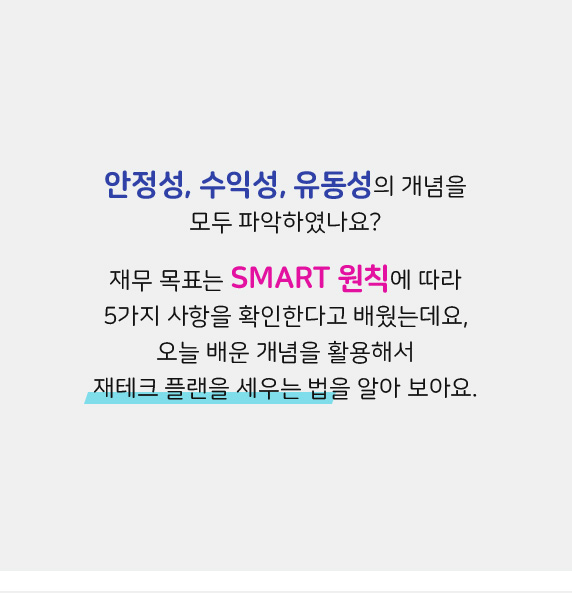 안정성, 수익성, 유동성의 개념을
모두 파악하였나요?
재무 목표는 SMART 원칙에 따라
5가지 사항을 확인한다고 배웠는데요,
오늘 배운 개념을 활용해서
재테크 플랜을 세우는 법을 알아 보아요.